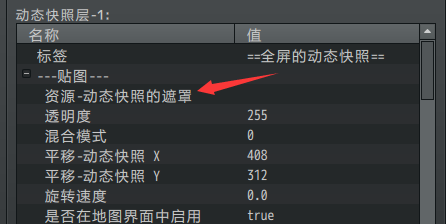 动态快照层-1:
名称 值
标签 ==全屏的动态快照==
---贴图---
资源-动态快照的遮罩
透明度 255
混合模式 0
平移-动态快照 X 408
平移-动态快照 Y 312
旋转速度 0.0
是否在地图界面中启用 true